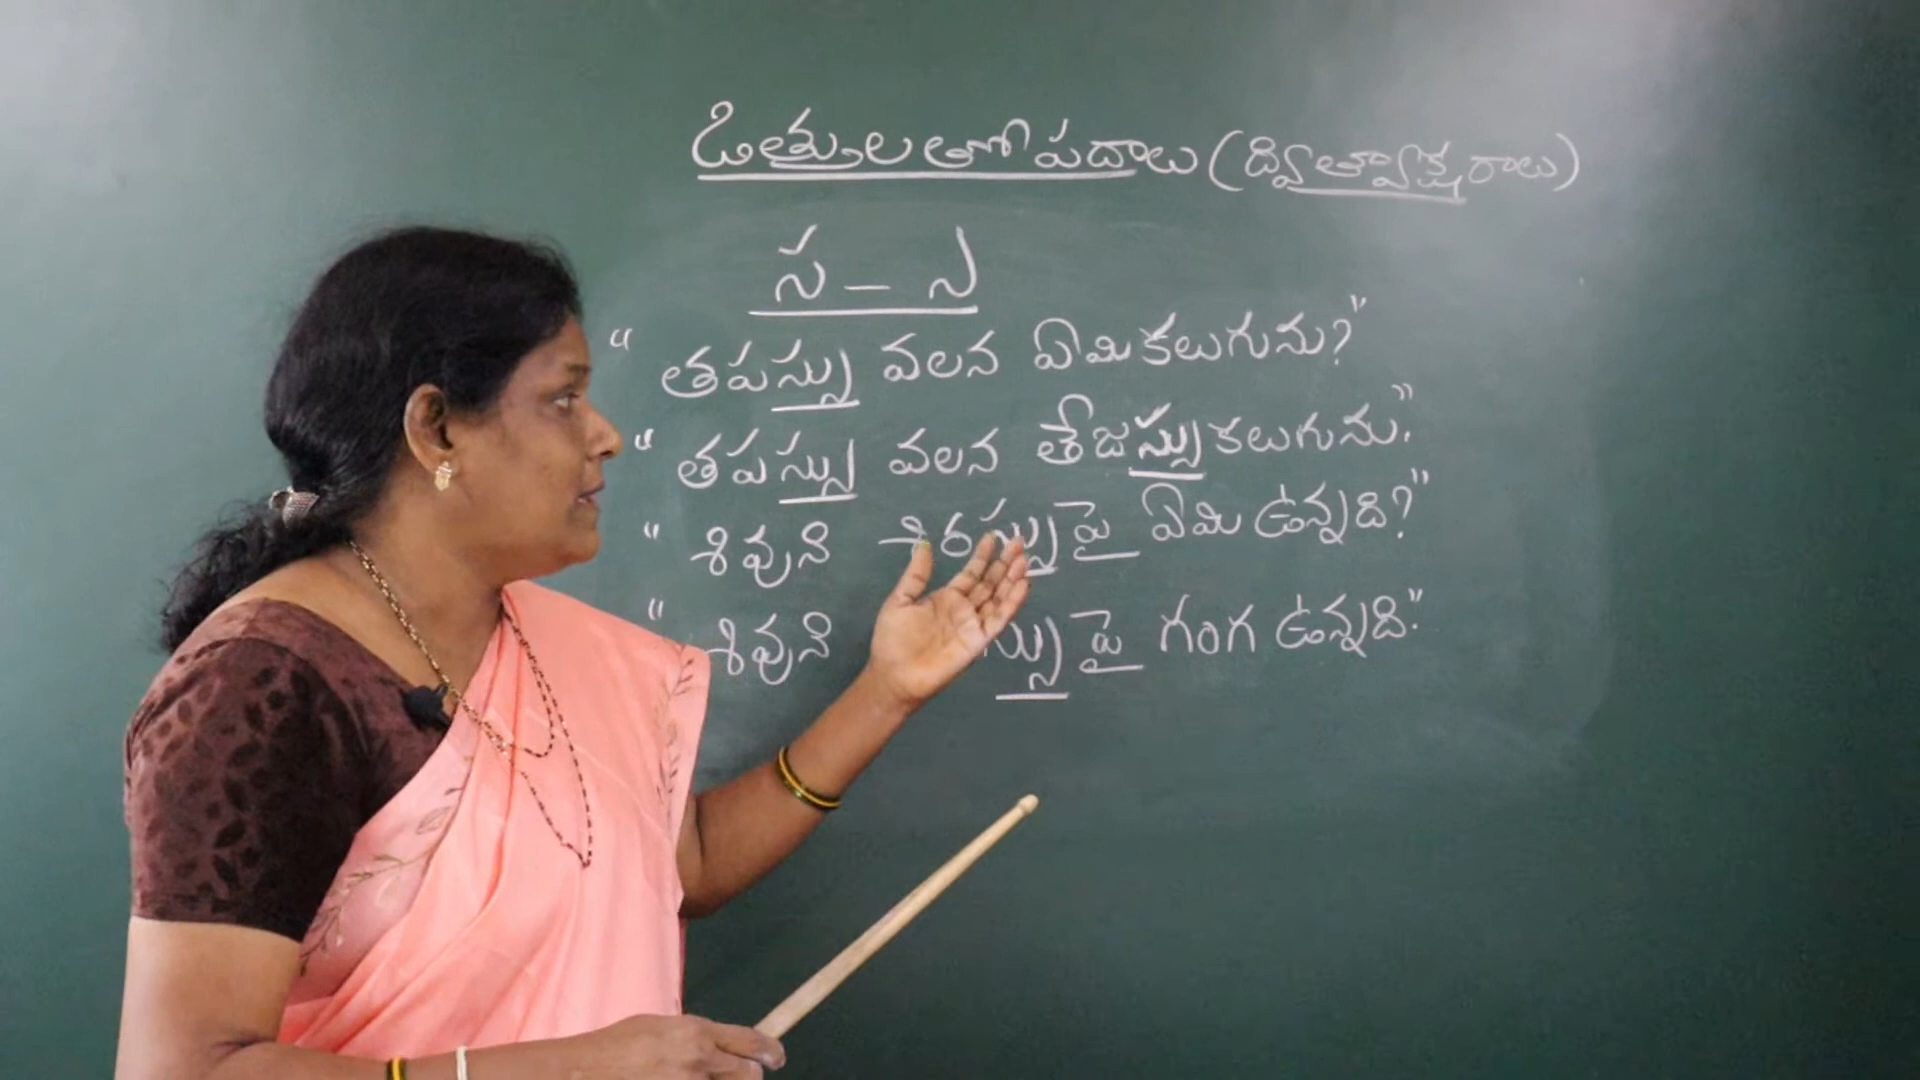 ఒత్తులతో పదాలు (ద్విత్వాక్షరాలు)
స – స
"తపస్సు వలన ఏమి కలుగును?"
"తపస్సు వలన తేజస్సు కలుగును."
"శివుని శిరస్సుపై ఏమి ఉన్నది?"
"శివుని స్సుపై గంగ ఉన్నది."